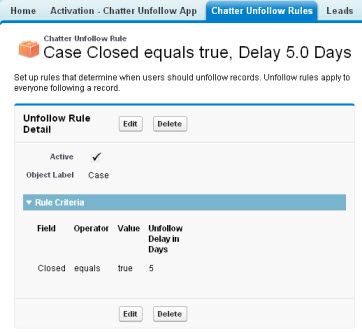 Home Activation - Chatter Unfollow App Chatter Unfollow Rules Leads
Chatter Unfollow Rule
Case Closed equals true, Delay 5.0 Days
Set up rules that determine when users should unfollow records. Unfollow rules apply to
everyone following a record.
Unfollow Rule
Detail
Edit Delete
Active
Object Label Case
Rule Criteria
Field Operator Value Unfollow
Delay in
Days
Closed equals true 5
Edit Delete